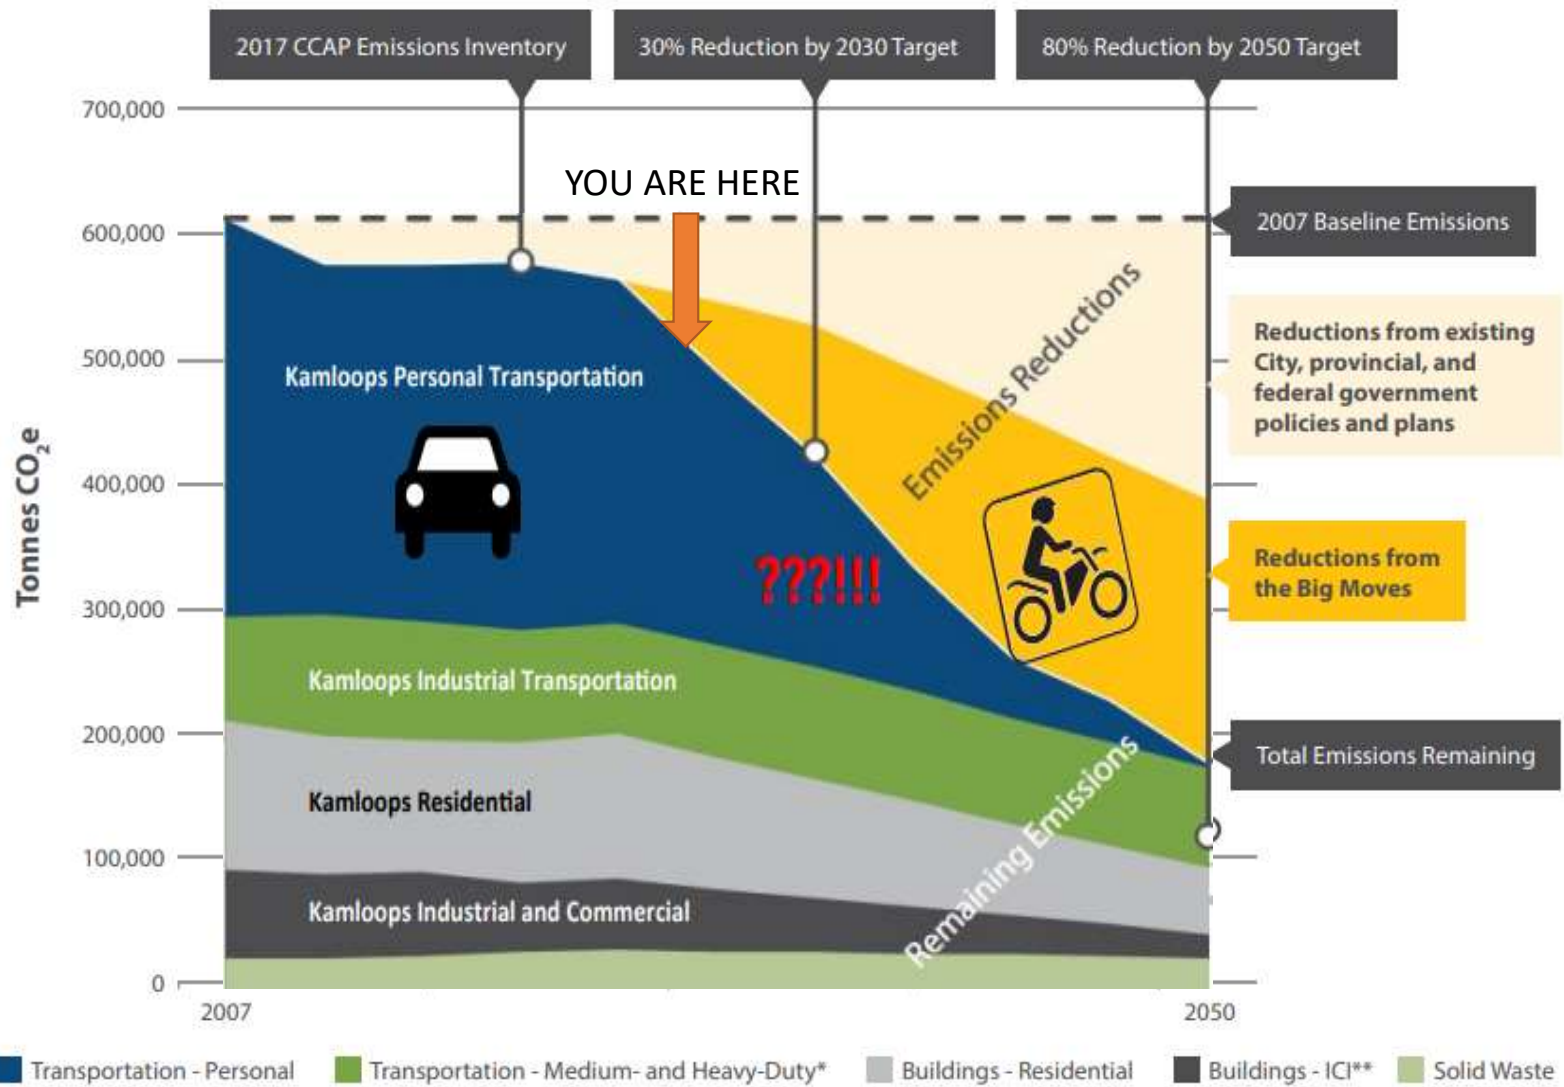 2017 CCAP Emissions Inventory
30% Reduction by 2030 Target
80% Reduction by 2050 Target
700,000
YOU ARE HERE
600,000
2007 Baseline Emissions
Emissions Reductions
Reductions from existing
City, provincial, and
federal government
policies and plans
500,000
Kamloops Personal Transportation
Tonnes CO₂e
400,000
???!!!
Reductions from
the Big Moves
300,000
Kamloops Industrial Transportation
200,000
Total Emissions Remaining
Remaining Emissions
Kamloops Residential
100,000
Kamloops Industrial and Commercial
0
2007
2050
Transportation - Personal
Transportation - Medium- and Heavy-Duty*
Buildings - Residential
Buildings - ICI**
Solid Waste